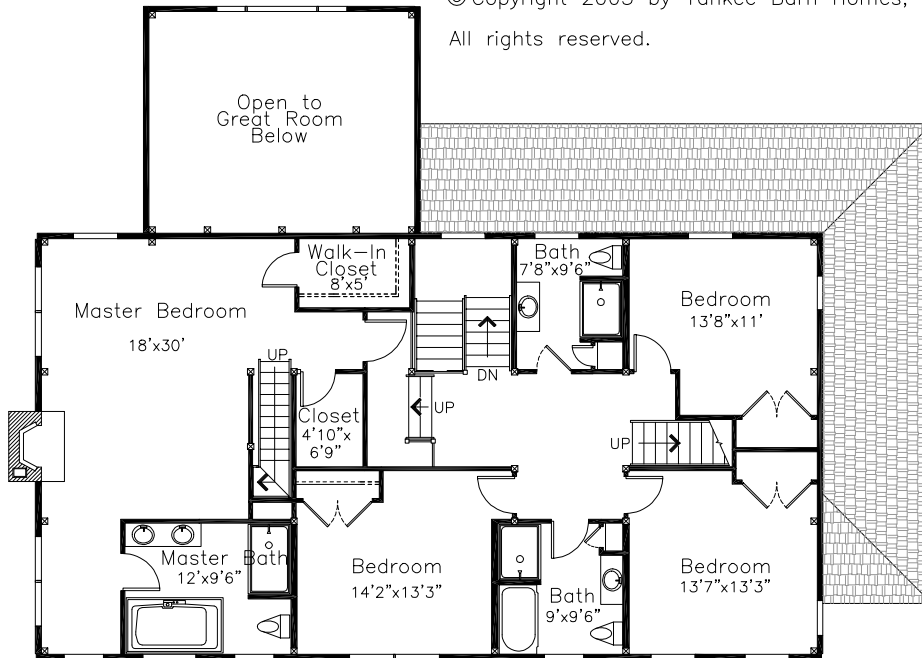 © Copyright 2005 by Yankee Barn Homes,
All rights reserved.
Open to
Great Room
Below
Walk-In
Closet
8'x5'
Bath
7'8"x9'6"
Master Bedroom
18'x30'
Bedroom
13'8"x11'
UP
DN
Closet
4'10"x
6'9"
UP
UP
Master Bath
12'x9'6"
Bedroom
14'2"x13'3"
Bath
9'x9'6"
Bedroom
13'7"x13'3"